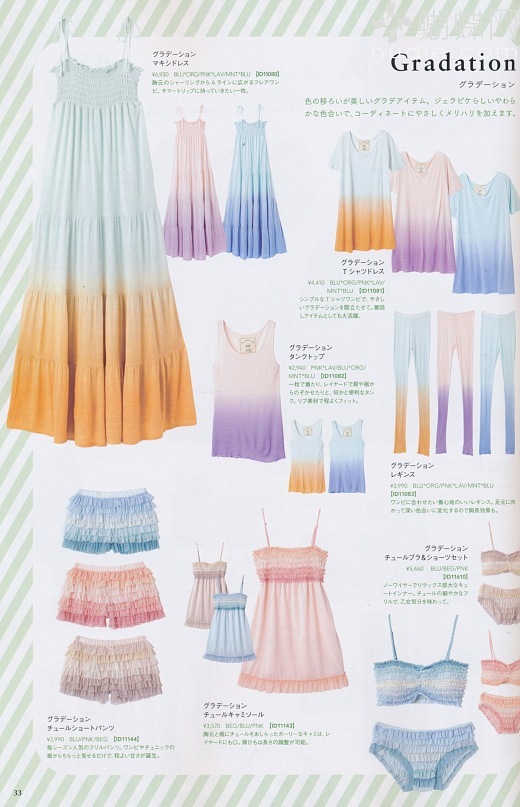 Gradation
グラデーション
色の移ろいが美しいグラデアイテム。ジェラピケらしいやわら
かな色合いで、コーディネートにやさしくメリハリを加えます。
グラデーション
マキシドレス
¥6,930 BLU*ORG/PNK*LAV/MNT*BLU [ID11080]
胸元のシャーリングからAラインに広がるフレアワン
ピ。サマートリップに持っていきたい一枚。
グラデーション
Tシャツドレス
¥4,410 BLU*ORG/PNK*LAV/
MNT*BLU [ID11081]
シンプルなTシャツワンピで、やさし
いグラデーションを際立たせて。着回
しアイテムとしても大活躍。
グラデーション
タンクトップ
¥2,940 PNK*LAV/BLU*ORG/
MNT*BLU [ID11082]
一枚で着たり、レイヤードで肩や裾か
らのぞかせたりと、何かと便利なタン
ク。リブ素材で程よくフィット。
グラデーション
レギンス
¥3,990 BLU*ORG/PNK*LAV/MNT*BLU
[ID11083]
ワンピに合わせたい着心地のいいレギンス。足元に向
かって深い色合いに変化するので脚長効果も。
グラデーション
チュールブラ&ショーツセット
¥5,460 BLU/BEG/PNK
[ID11610]
ノーワイヤーでリラックス感大なキュ
ートインナー。チュールの細やかなフ
リルで、乙女気分を味わって。
グラデーション
チュールショートパンツ
¥3,990 BLU/PNK/BEG [ID11144]
毎シーズン人気のフリルパンツ。ワンピやチュニックの
裾からちらっと見せるだけで、程よい甘さが誕生。
グラデーション
チュールキャミソール
¥3,570 BEG/BLU/PNK [ID11143]
胸元と裾にチュールをあしらったガーリーなキャミは、レ
イヤードにも◎。肩ひもは長さの調整が可能。
33